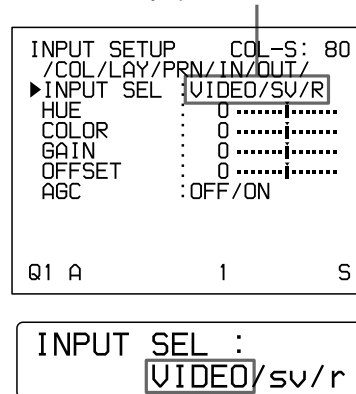 INPUT SETUP COL-S: 80
/COL/LAY/PRN/IN/OUT/
▶INPUT SEL :VIDEO/SV/R
HUE : 0
COLOR : 0
GAIN : 0
OFFSET : 0
AGC :OFF/ON
Q1 A 1 S
INPUT SEL :
VIDEO/sv/r